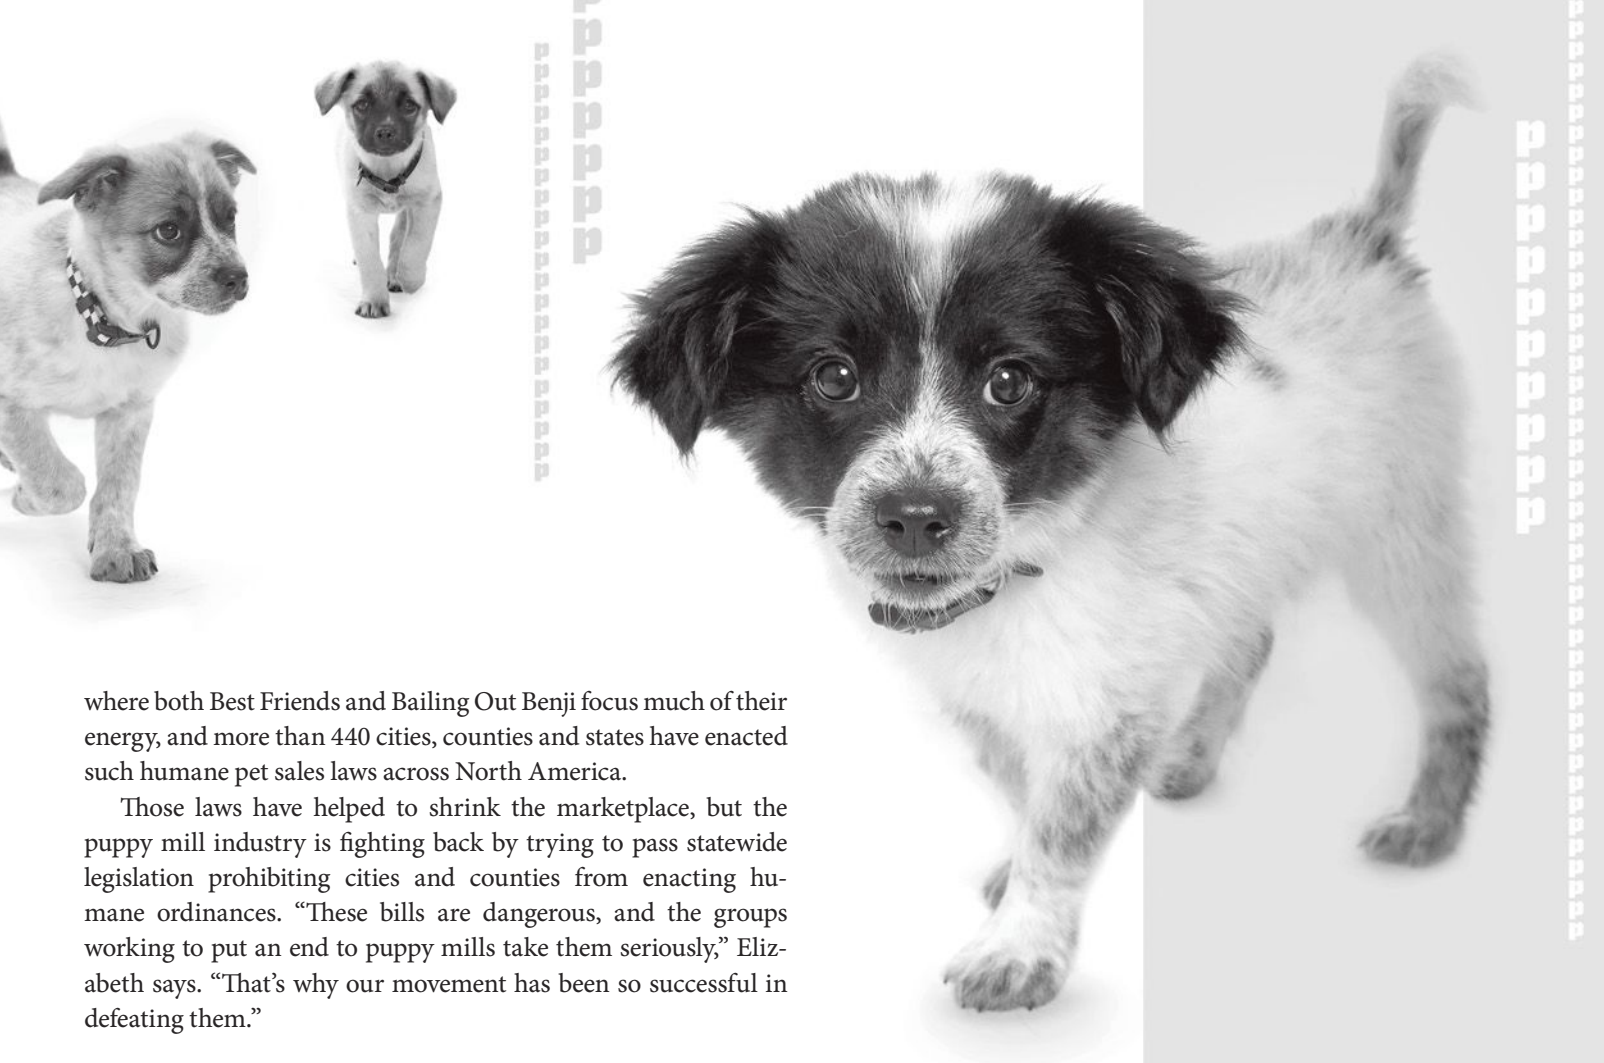 where both Best Friends and Bailing Out Benji focus much of their
energy, and more than 440 cities, counties and states have enacted
such humane pet sales laws across North America.
Those laws have helped to shrink the marketplace, but the
puppy mill industry is fighting back by trying to pass statewide
legislation prohibiting cities and counties from enacting hu-
mane ordinances. “These bills are dangerous, and the groups
working to put an end to puppy mills take them seriously,” Eliz-
abeth says. “That’s why our movement has been so successful in
defeating them.”